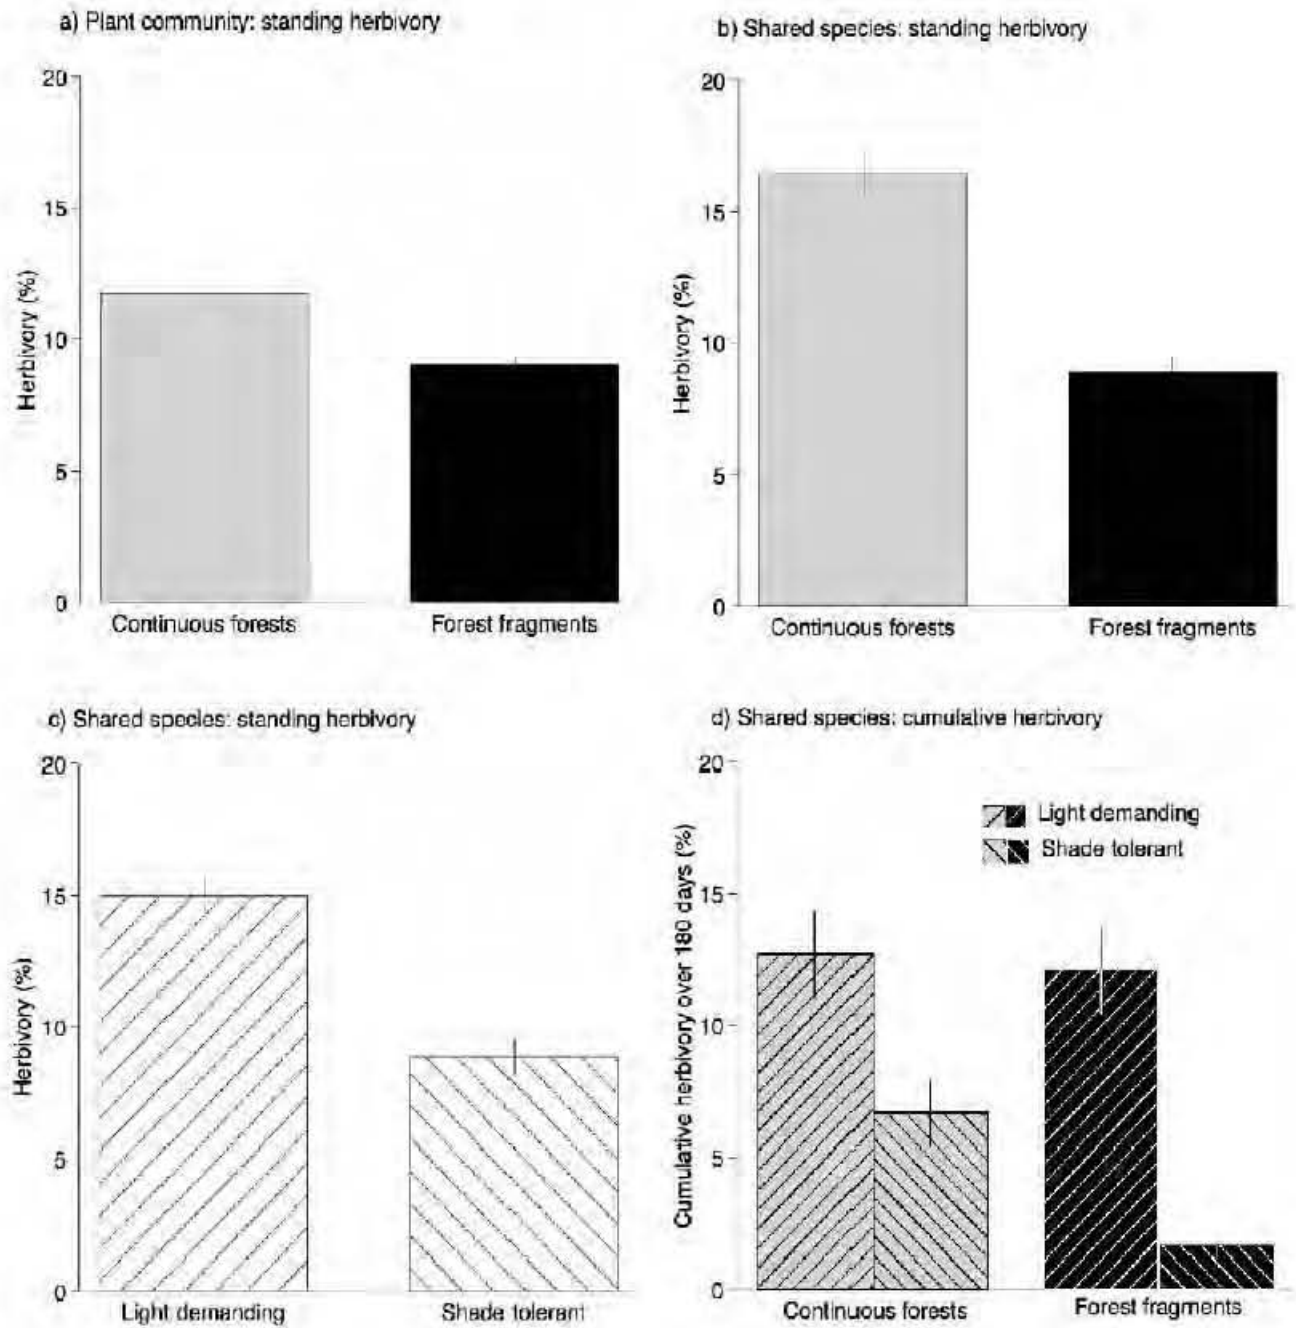 a) Plant community: standing herbivory
20
15
10
5
0
Herbivory (%)
Continuous forests
Forest fragments
b) Shared species: standing herbivory
20
15
10
5
0
Herbivory (%)
Continuous forests
Forest fragments
c) Shared species: standing herbivory
20
15
10
5
0
Herbivory (%)
Light demanding
Shade tolerant
d) Shared species: cumulative herbivory
20
15
10
5
0
Cumulative herbivory over 180 days (%)
Light demanding
Shade tolerant
Continuous forests
Forest fragments